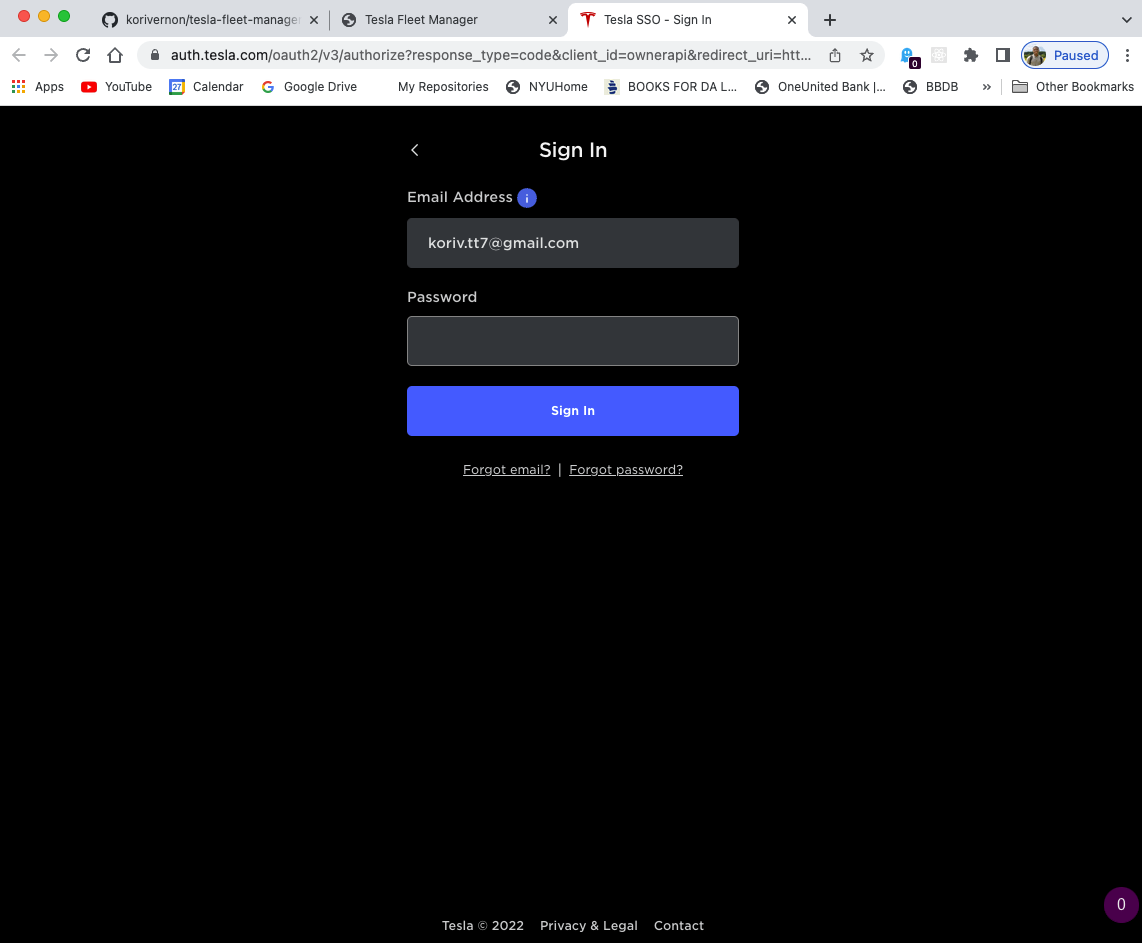 korivernon/tesla-fleet-manager
Tesla Fleet Manager
Tesla SSO - Sign In
auth.tesla.com/oauth2/v3/authorize?response_type=code&client_id=ownerapi&redirect_uri=htt...
0
Paused
Apps
YouTube
27
Calendar
Google Drive
My Repositories
NYUHome
BOOKS FOR DA L...
OneUnited Bank |...
BBDB
»
Other Bookmarks
Sign In
Email Address i
koriv.tt7@gmail.com
Password
Sign In
Forgot email? | Forgot password?
0
Tesla © 2022 Privacy & Legal Contact